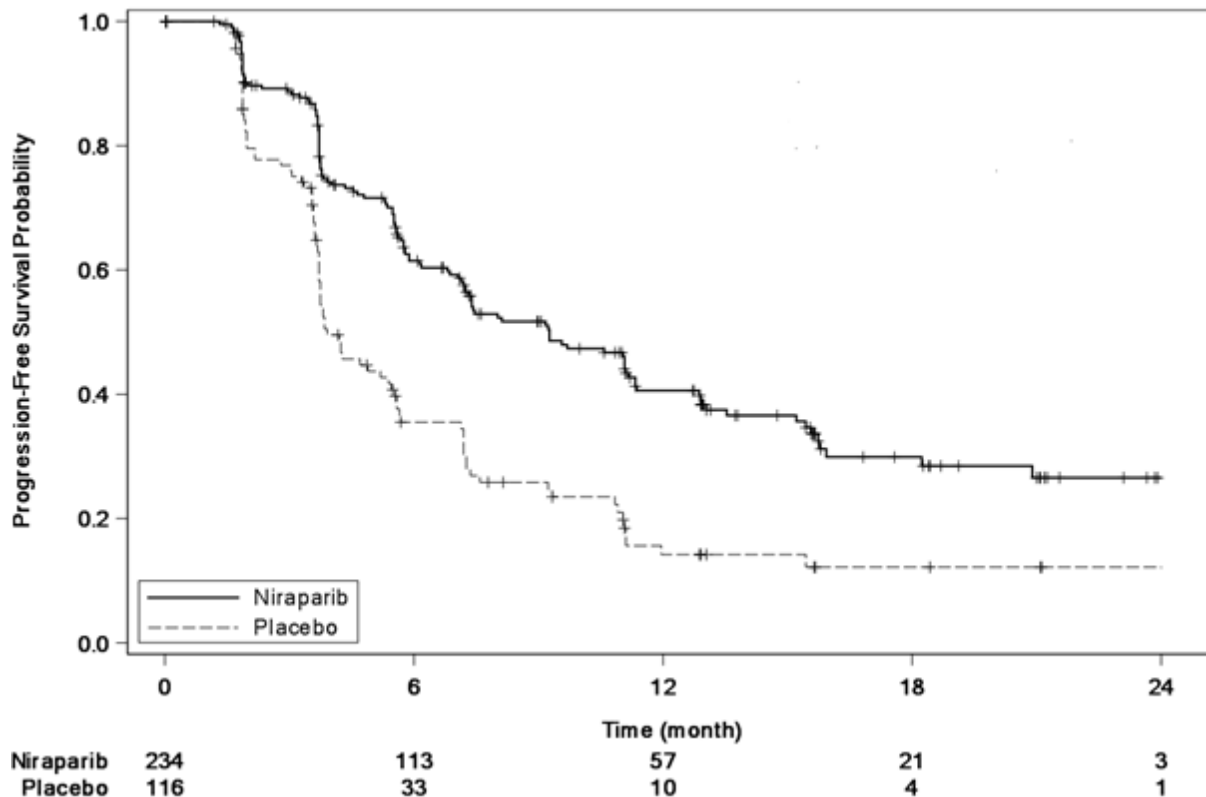 Progression-Free Survival Probability
1.0
0.8
0.6
0.4
0.2
0.0
Niraparib
Placebo
0 6 12 18 24
Time (month)
Niraparib 234 113 57 21 3
Placebo 116 33 10 4 1